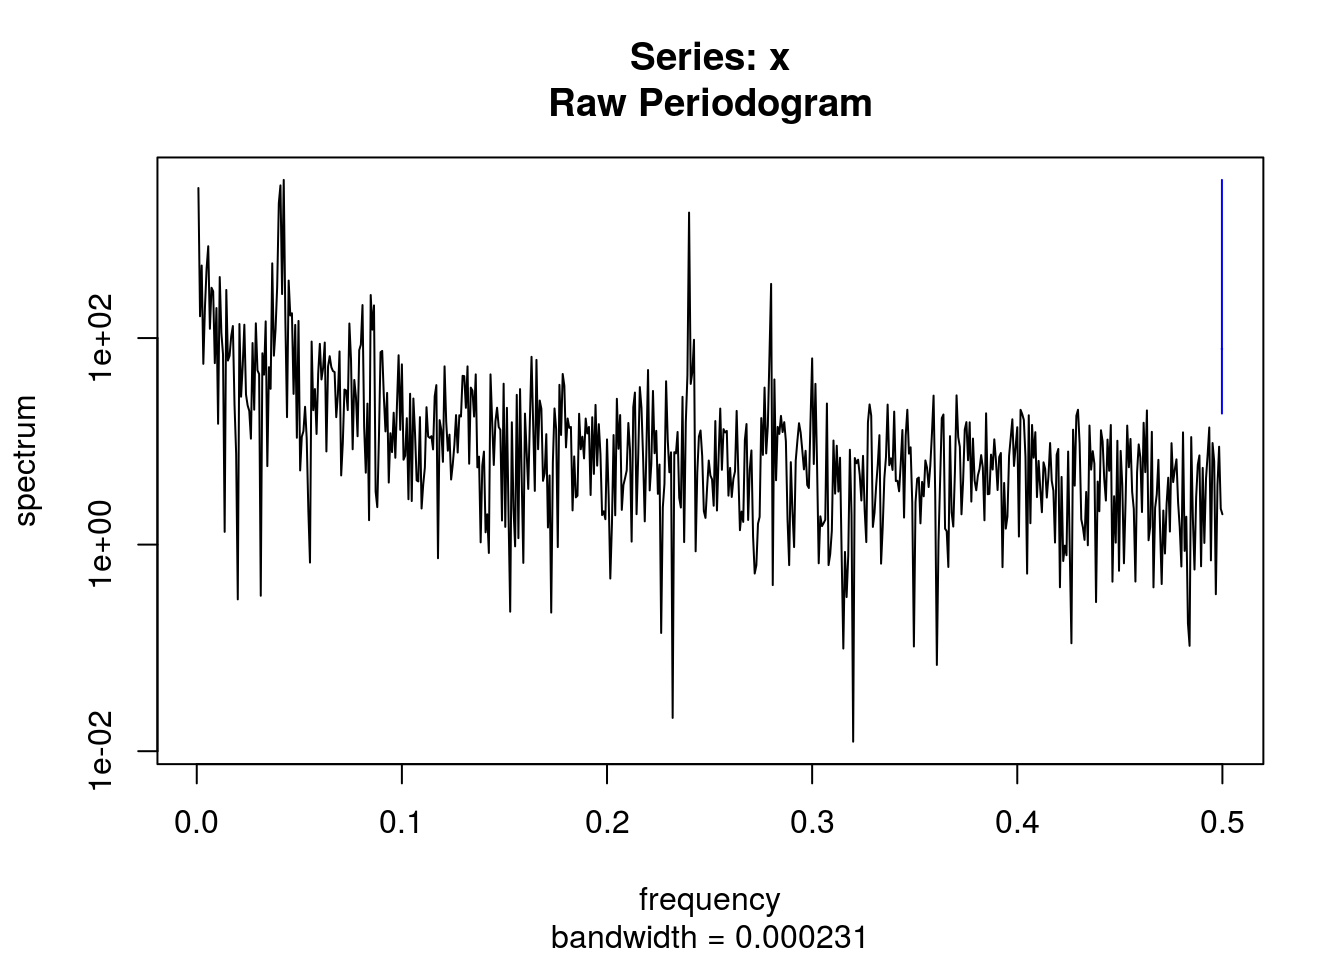 Series: x
Raw Periodogram
spectrum
1e+02
1e+00
1e-02
0.0 0.1 0.2 0.3 0.4 0.5
frequency
bandwidth = 0.000231